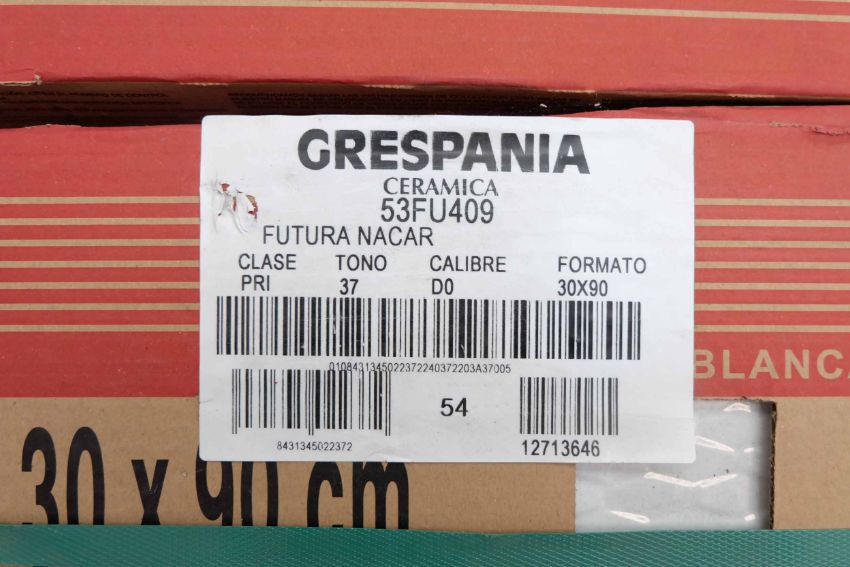 GRESPANIA
CERAMICA
53FU409
FUTURA NACAR
CLASE TONO CALIBRE FORMATO
PRI 37 D0 30X90
0108431345022372240372203A37005
BLANCA
54
8431345022372
12713646
30 x 90 cm